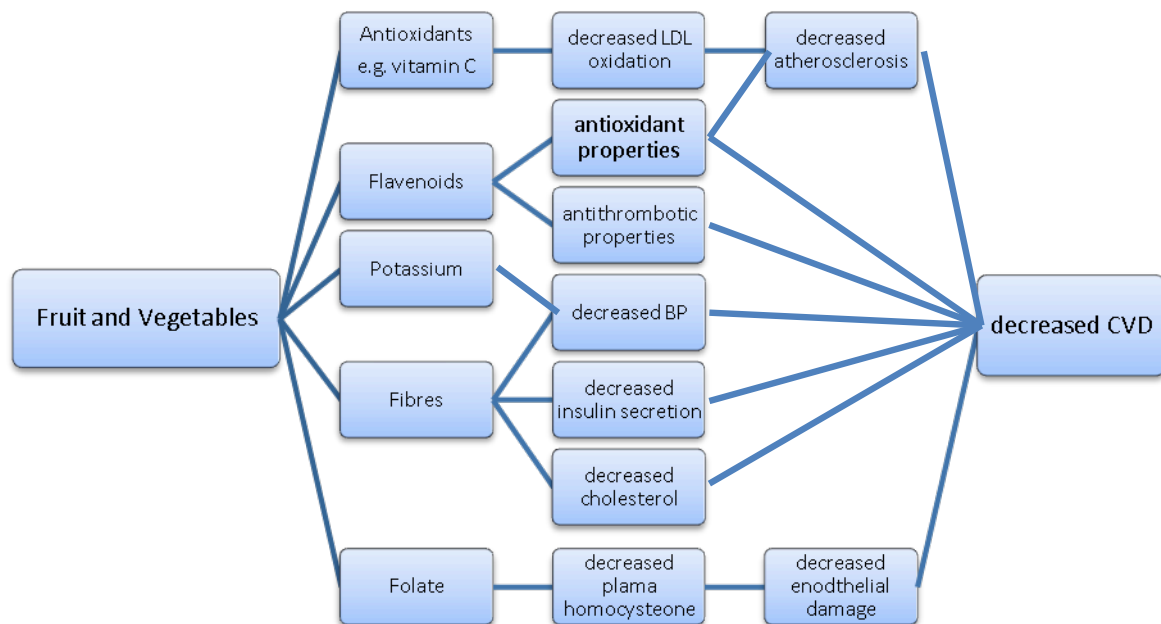 Antioxidants
e.g. vitamin C
decreased LDL
oxidation
decreased
atherosclerosis
antioxidant
properties
Flavenoids
antithrombotic
properties
Potassium
Fruit and Vegetables
decreased BP
decreased CVD
Fibres
decreased
insulin secretion
decreased
cholesterol
Folate
decreased
plama
homocysteone
decreased
enodthelial
damage